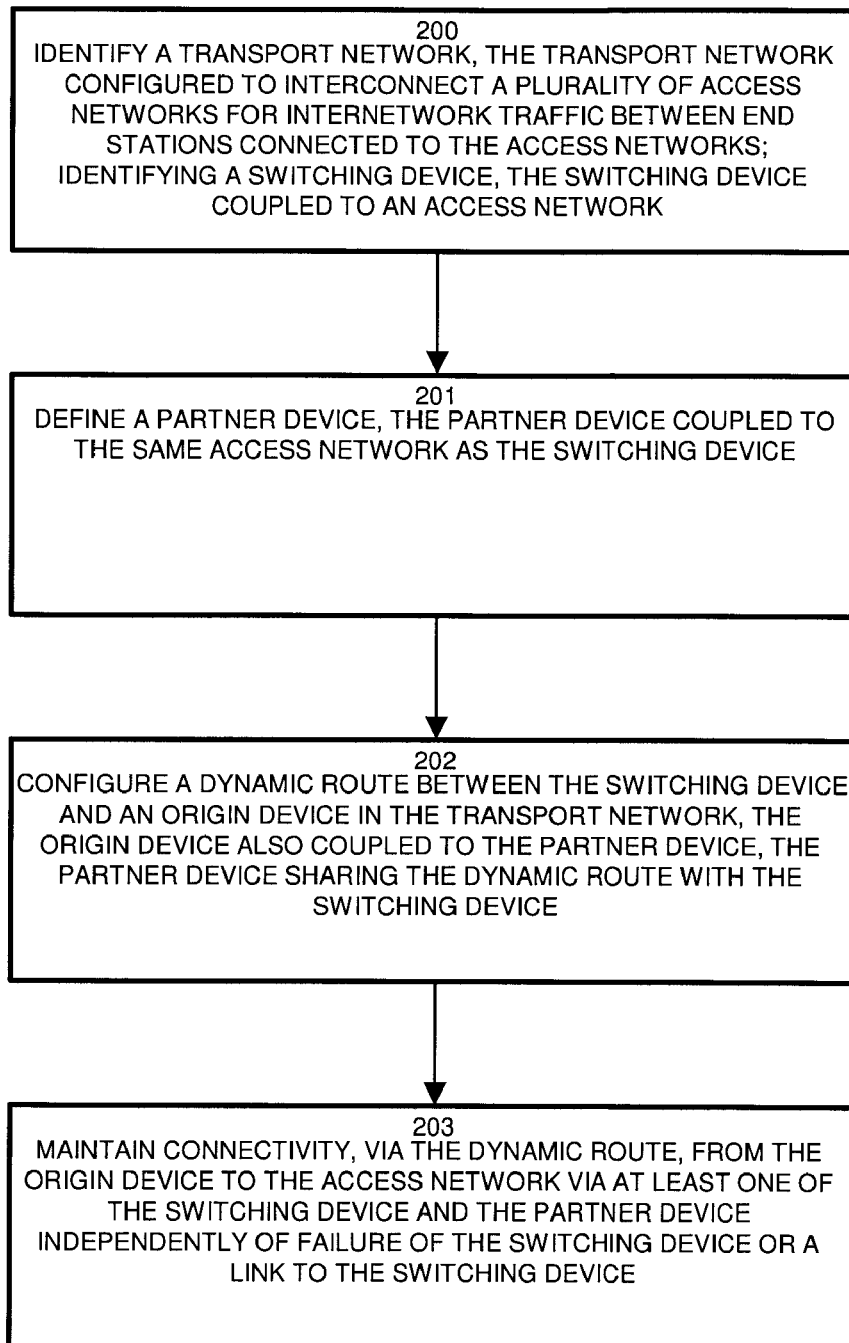 200
IDENTIFY A TRANSPORT NETWORK, THE TRANSPORT NETWORK
CONFIGURED TO INTERCONNECT A PLURALITY OF ACCESS
NETWORKS FOR INTERNETWORK TRAFFIC BETWEEN END
STATIONS CONNECTED TO THE ACCESS NETWORKS;
IDENTIFYING A SWITCHING DEVICE, THE SWITCHING DEVICE
COUPLED TO AN ACCESS NETWORK
201
DEFINE A PARTNER DEVICE, THE PARTNER DEVICE COUPLED TO
THE SAME ACCESS NETWORK AS THE SWITCHING DEVICE
202
CONFIGURE A DYNAMIC ROUTE BETWEEN THE SWITCHING DEVICE
AND AN ORIGIN DEVICE IN THE TRANSPORT NETWORK, THE
ORIGIN DEVICE ALSO COUPLED TO THE PARTNER DEVICE, THE
PARTNER DEVICE SHARING THE DYNAMIC ROUTE WITH THE
SWITCHING DEVICE
203
MAINTAIN CONNECTIVITY, VIA THE DYNAMIC ROUTE, FROM THE
ORIGIN DEVICE TO THE ACCESS NETWORK VIA AT LEAST ONE OF
THE SWITCHING DEVICE AND THE PARTNER DEVICE
INDEPENDENTLY OF FAILURE OF THE SWITCHING DEVICE OR A
LINK TO THE SWITCHING DEVICE